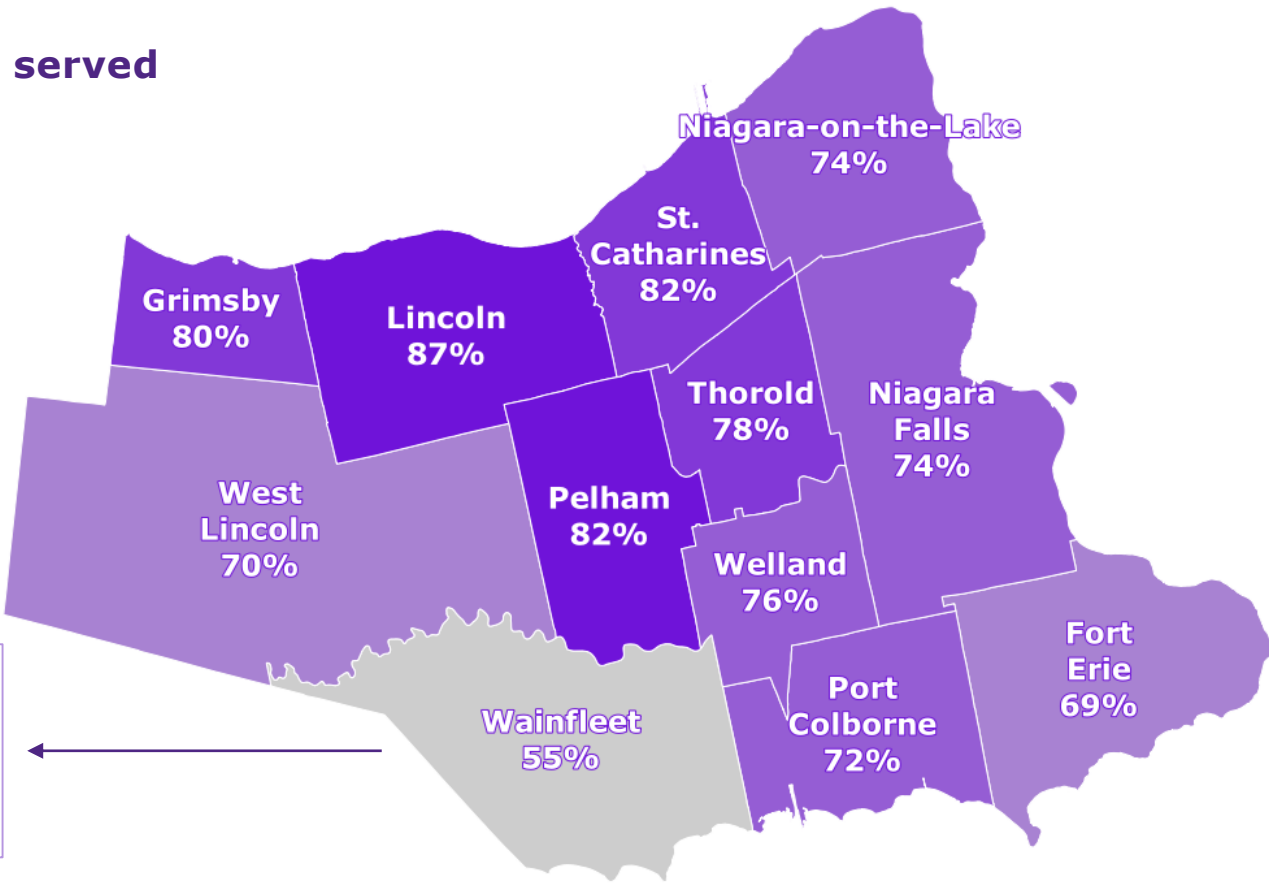 served
Niagara-on-the-Lake
74%
St.
Catharines
82%
Grimsby
80%
Lincoln
87%
Thorold
78%
Niagara
Falls
74%
West
Lincoln
70%
Pelham
82%
Welland
76%
Fort
Erie
69%
Port
Colborne
72%
Wainfleet
55%